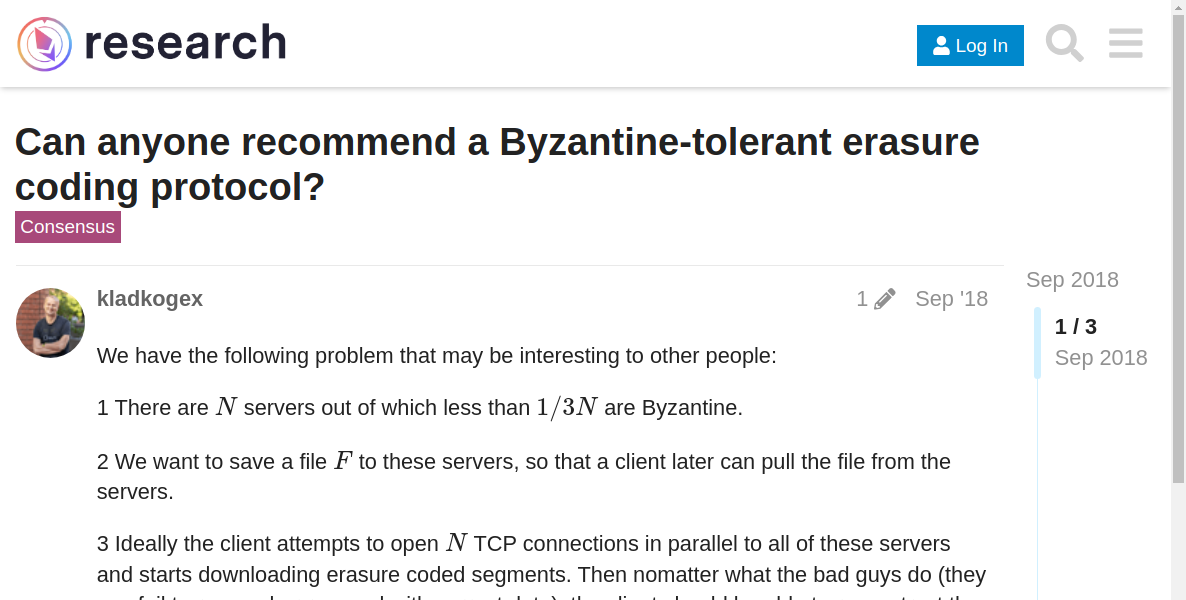 research
Log In
Can anyone recommend a Byzantine-tolerant erasure
coding protocol?
Consensus
kladkogex
1
Sep '18
Sep 2018
1 / 3
Sep 2018
We have the following problem that may be interesting to other people:
1 There are N servers out of which less than 1/3N are Byzantine.
2 We want to save a file F to these servers, so that a client later can pull the file from the
servers.
3 Ideally the client attempts to open N TCP connections in parallel to all of these servers
and starts downloading erasure coded segments. Then nomatter what the bad guys do (they